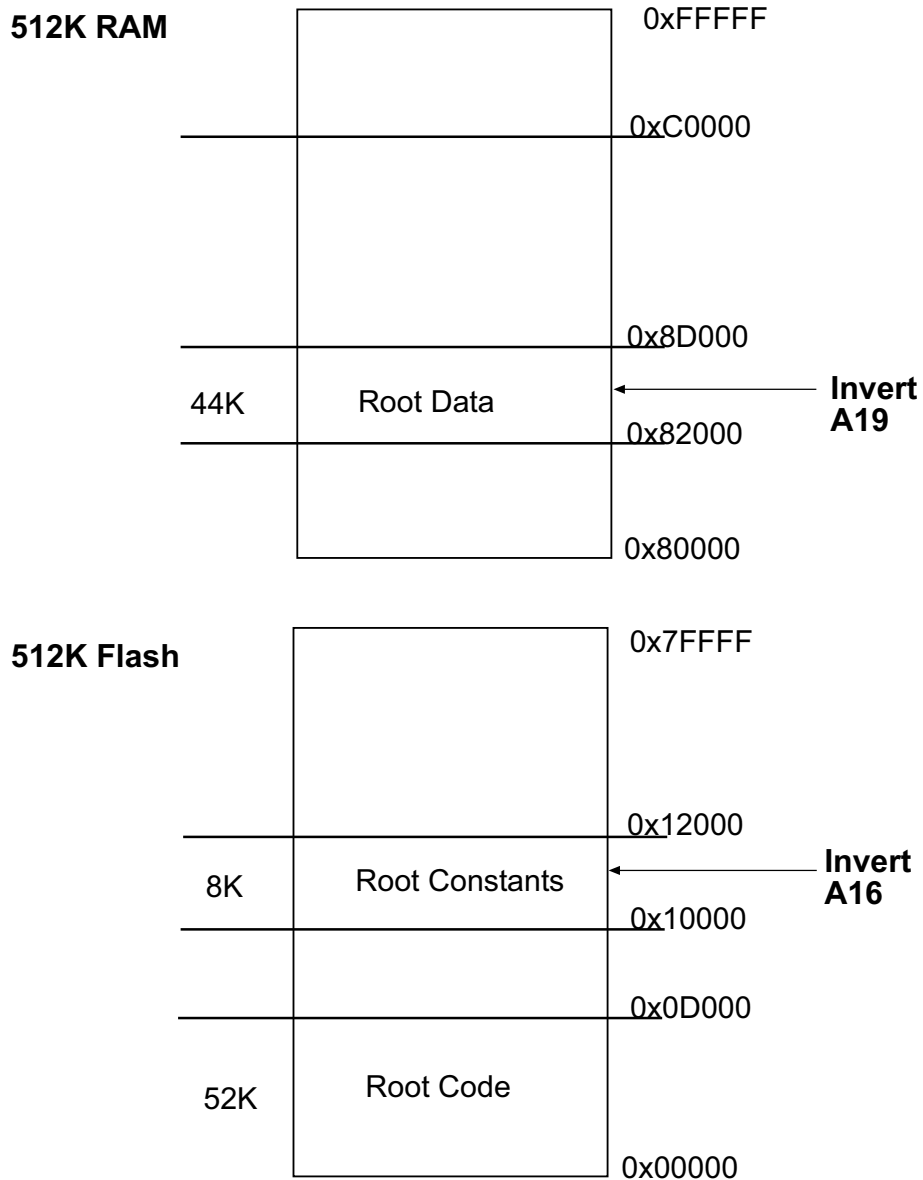 512K RAM
0xFFFFF
0xC0000
0x8D000
44K
Root Data
Invert
A19
0x82000
0x80000
512K Flash
0x7FFFF
0x12000
8K
Root Constants
Invert
A16
0x10000
0x0D000
52K
Root Code
0x00000